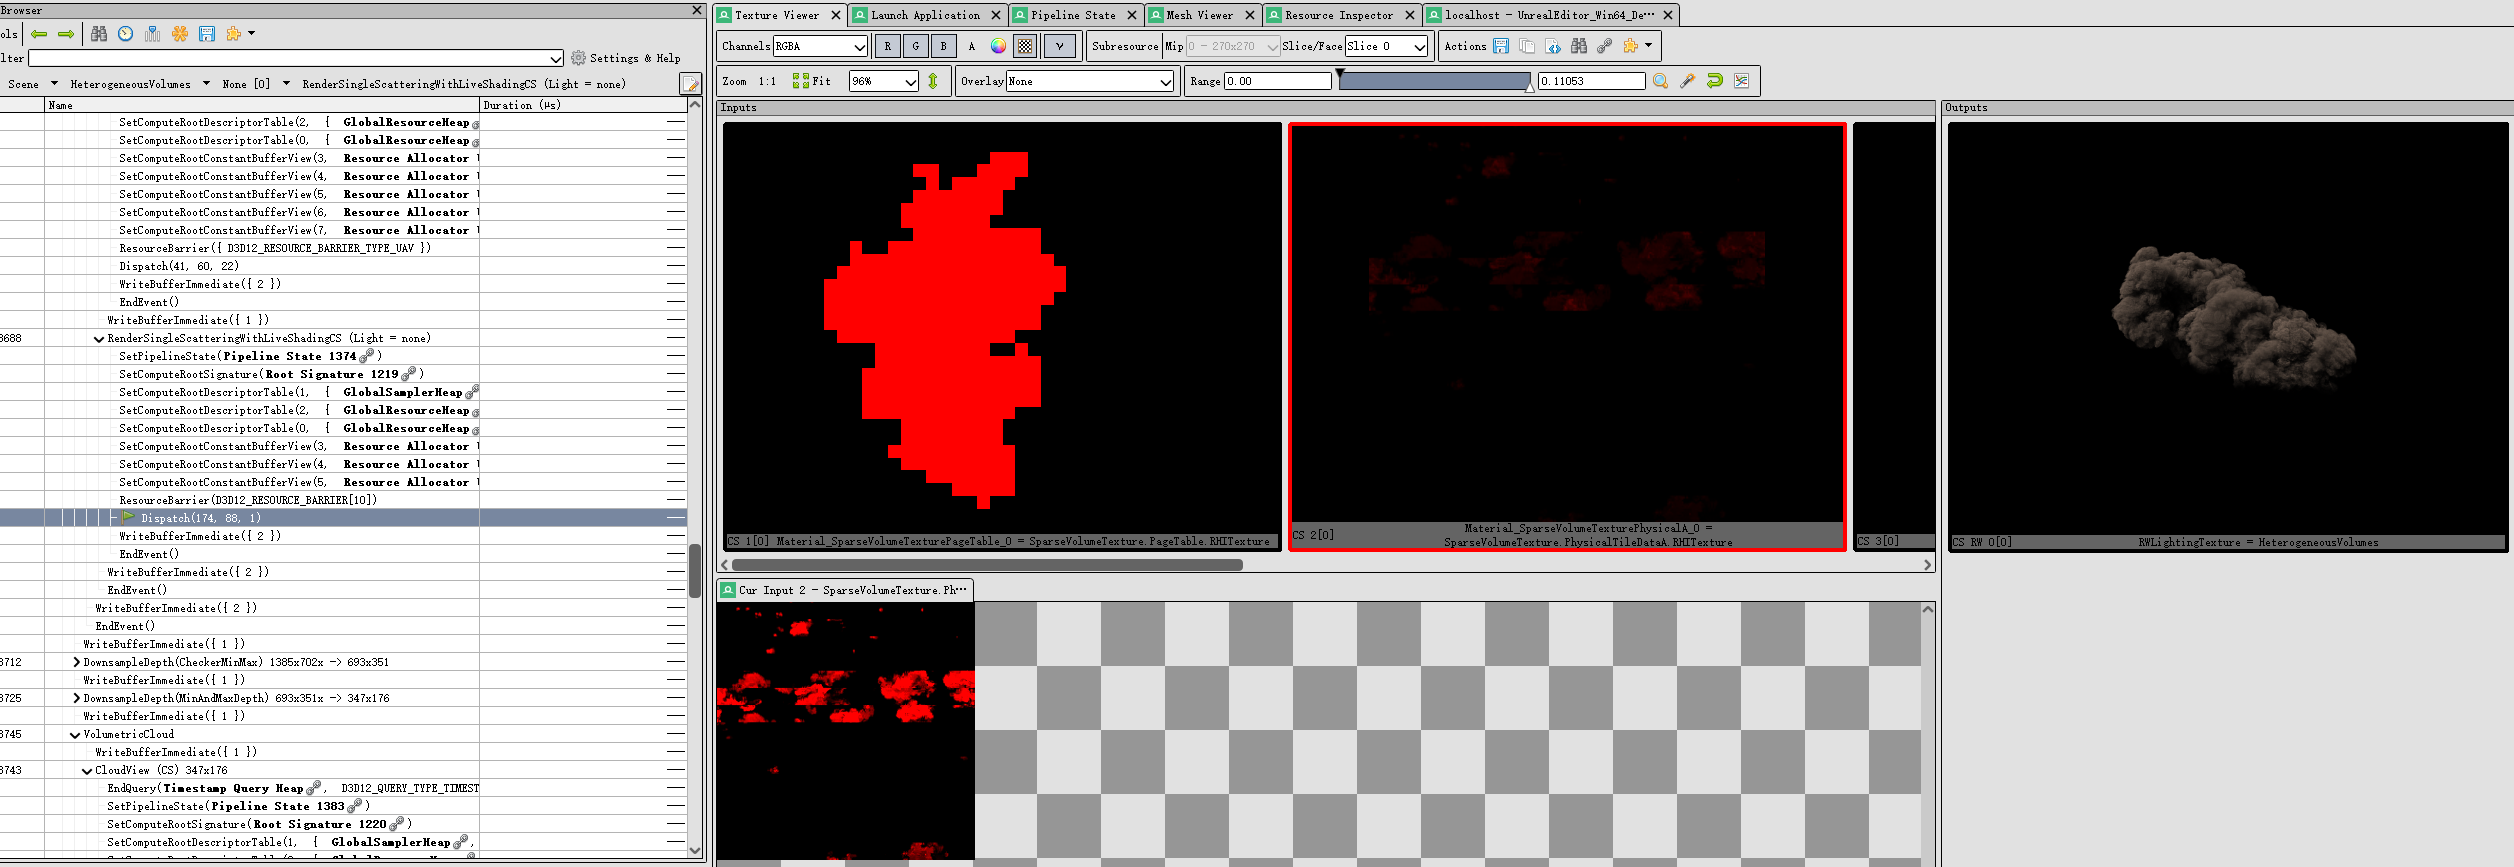 Browser
Texture Viewer
Launch Application
Pipeline State
Mesh Viewer
Resource Inspector
localhost - UnrealEditor_Win64_De···
ols
Channels RGBA R G B A γ Subresource Mip 0 - 270x270 Slice/Face Slice 0 Actions
lter Settings & Help
Scene HeterogeneousVolumes None [0] RenderSingleScatteringWithLiveShadingCS (Light = none)
Zoom 1:1 Fit 96% Overlay None Range 0.00 0.11053
Name Duration (μs)
SetComputeRootDescriptorTable(2, { GlobalResourceHeap
SetComputeRootDescriptorTable(0, { GlobalResourceHeap
SetComputeRootConstantBufferView(3, Resource Allocator
SetComputeRootConstantBufferView(4, Resource Allocator
SetComputeRootConstantBufferView(5, Resource Allocator
SetComputeRootConstantBufferView(6, Resource Allocator
SetComputeRootConstantBufferView(7, Resource Allocator
ResourceBarrier({ D3D12_RESOURCE_BARRIER_TYPE_UAV })
Dispatch(41, 60, 22)
WriteBufferImmediate({ 2 })
EndEvent()
WriteBufferImmediate({ 1 })
8688 RenderSingleScatteringWithLiveShadingCS (Light = none)
SetPipelineState(Pipeline State 1374 )
SetComputeRootSignature(Root Signature 1219 )
SetComputeRootDescriptorTable(1, { GlobalSamplerHeap
SetComputeRootDescriptorTable(2, { GlobalResourceHeap
SetComputeRootDescriptorTable(0, { GlobalResourceHeap
SetComputeRootConstantBufferView(3, Resource Allocator
SetComputeRootConstantBufferView(4, Resource Allocator
SetComputeRootConstantBufferView(5, Resource Allocator
ResourceBarrier(D3D12_RESOURCE_BARRIER[10])
Dispatch(174, 88, 1)
WriteBufferImmediate({ 2 })
EndEvent()
WriteBufferImmediate({ 2 })
EndEvent()
WriteBufferImmediate({ 2 })
EndEvent()
WriteBufferImmediate({ 1 })
8712 DownsampleDepth(CheckerMinMax) 1385x702x -> 693x351
WriteBufferImmediate({ 1 })
8725 DownsampleDepth(MinAndMaxDepth) 693x351x -> 347x176
WriteBufferImmediate({ 1 })
8745 VolumetricCloud
WriteBufferImmediate({ 1 })
8743 CloudView (CS) 347x176
EndQuery(Timestamp Query Heap , D3D12_QUERY_TYPE_TIMEST
SetPipelineState(Pipeline State 1383 )
SetComputeRootSignature(Root Signature 1220 )
SetComputeRootDescriptorTable(1, { GlobalSamplerHeap ,
Inputs
CS 1[0] Material_SparseVolumeTexturePageTable_0 = SparseVolumeTexture.PageTable.RHITexture
CS 2[0] Material_SparseVolumeTexturePhysicalA_0 =
SparseVolumeTexture.PhysicalTileDataA.RHITexture
CS 3[0]
Outputs
CS RW 0[0] RWLightingTexture = HeterogeneousVolumes
Cur Input 2 - SparseVolumeTexture.Ph···